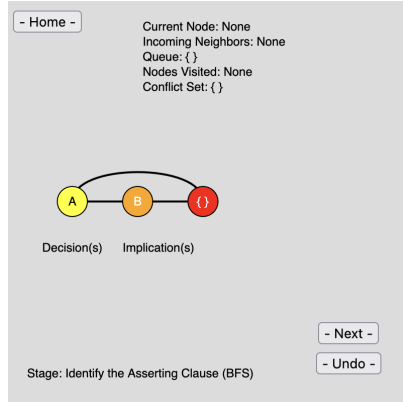 - Home -
Current Node: None
Incoming Neighbors: None
Queue: { }
Nodes Visited: None
Conflict Set: { }
A
B
{ }
Decision(s)
Implication(s)
- Next -
- Undo -
Stage: Identify the Asserting Clause (BFS)